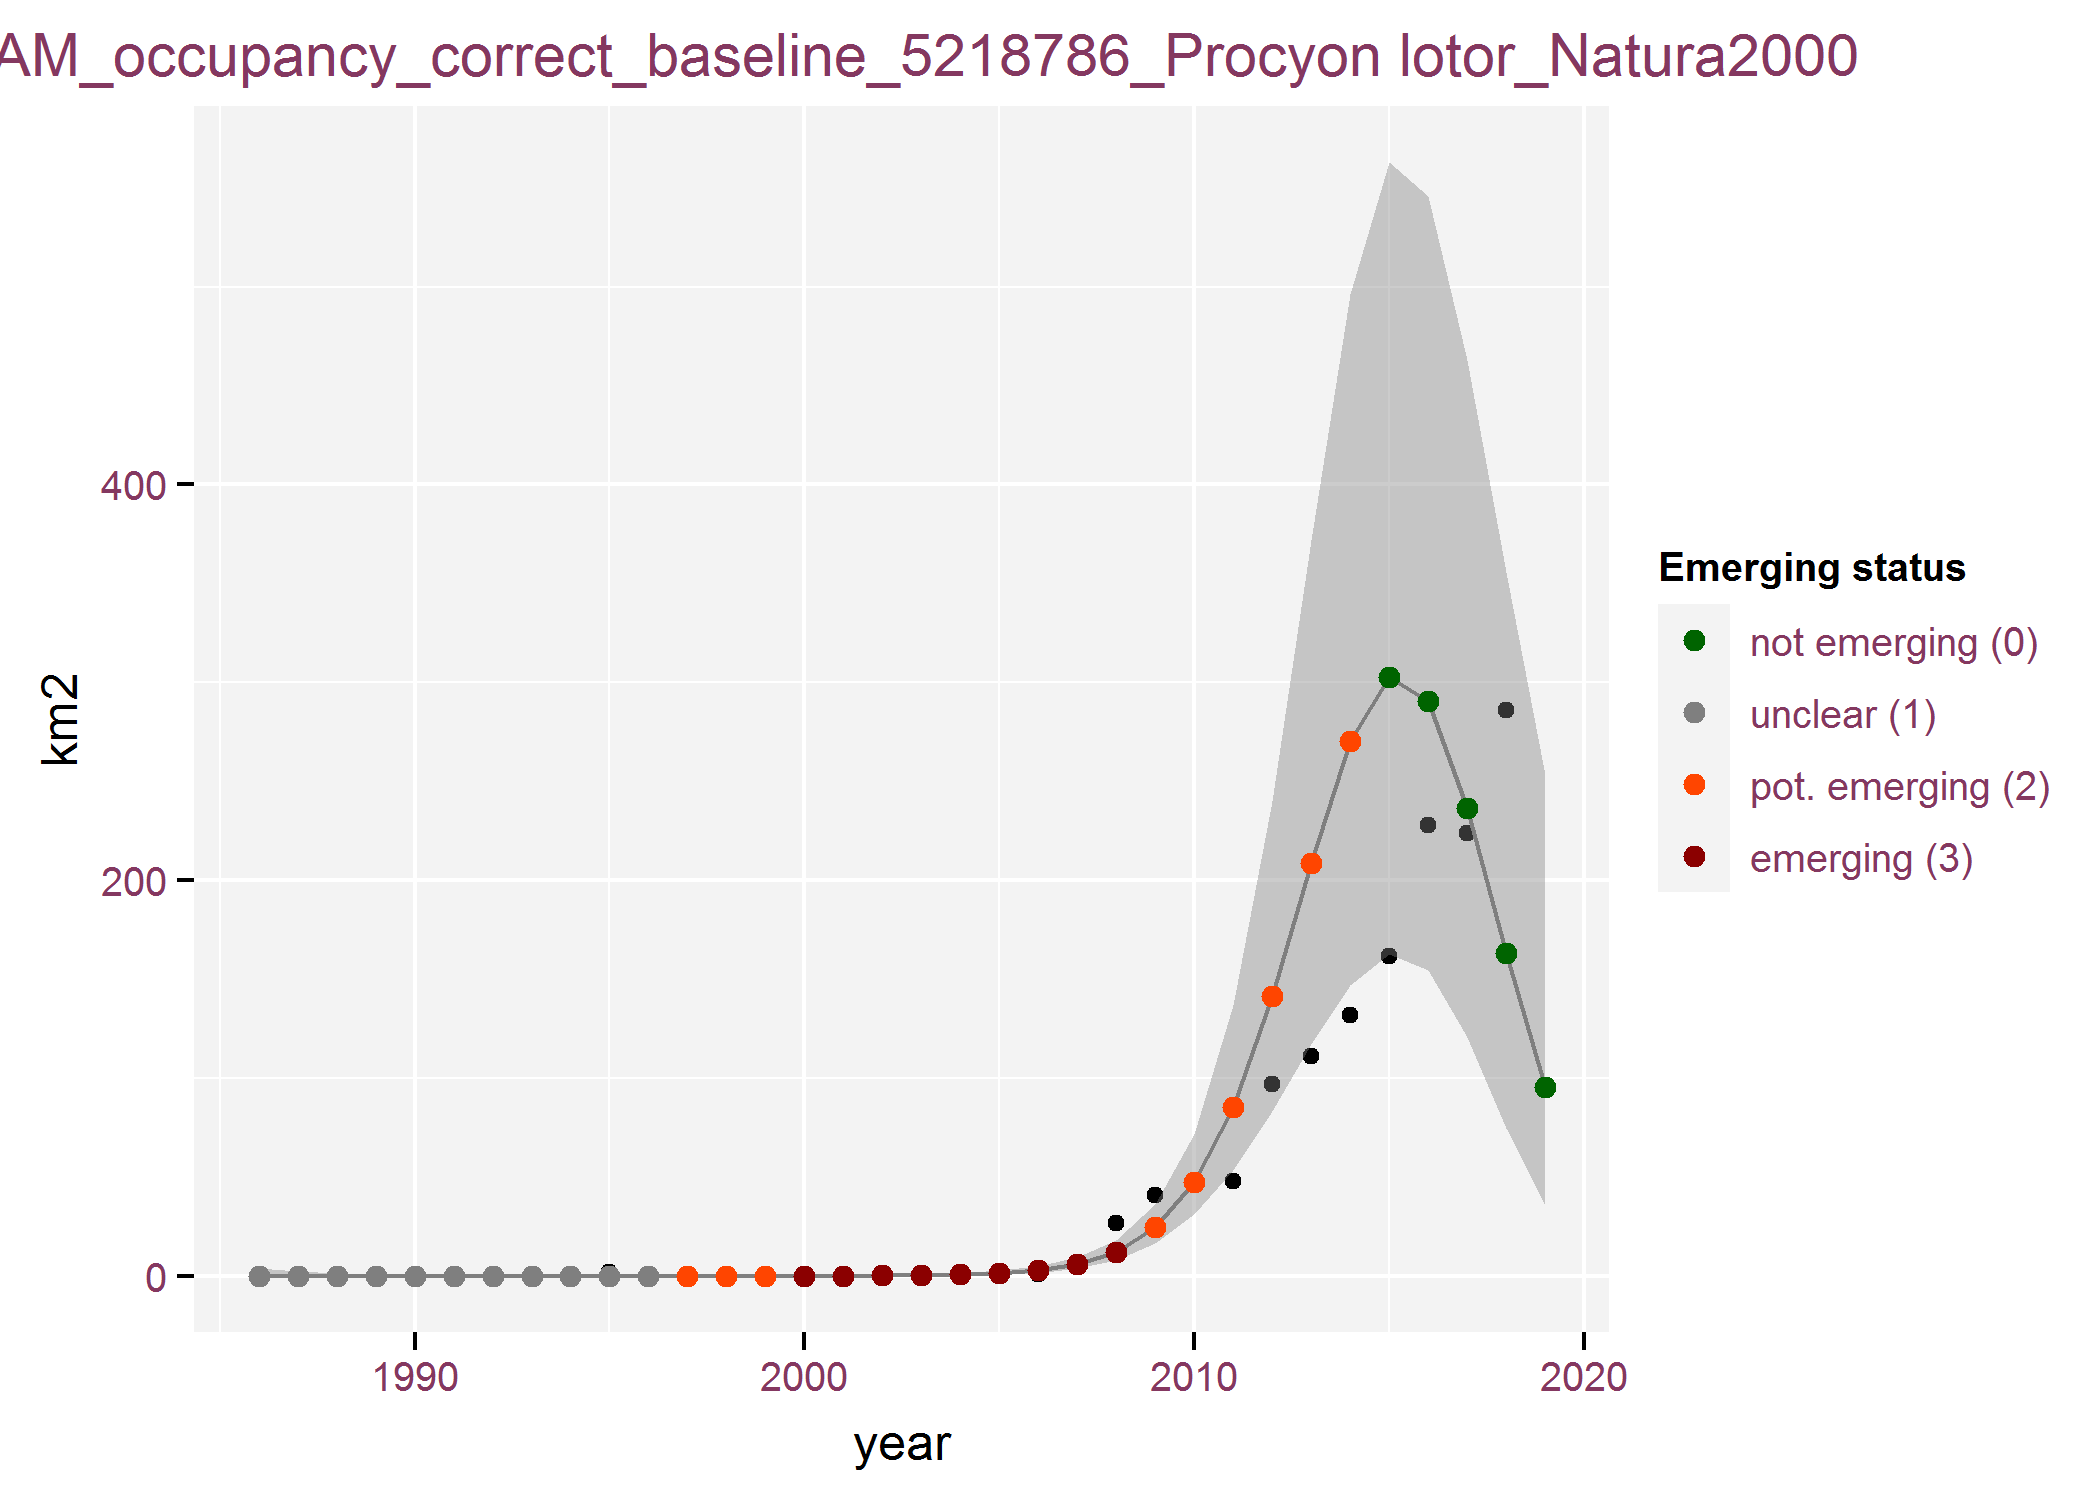 AM_occupancy_correct_baseline_5218786_Procyon lotor_Natura2000
km2
400
200
0
1990
2000
2010
2020
year
Emerging status
not emerging (0)
unclear (1)
pot. emerging (2)
emerging (3)